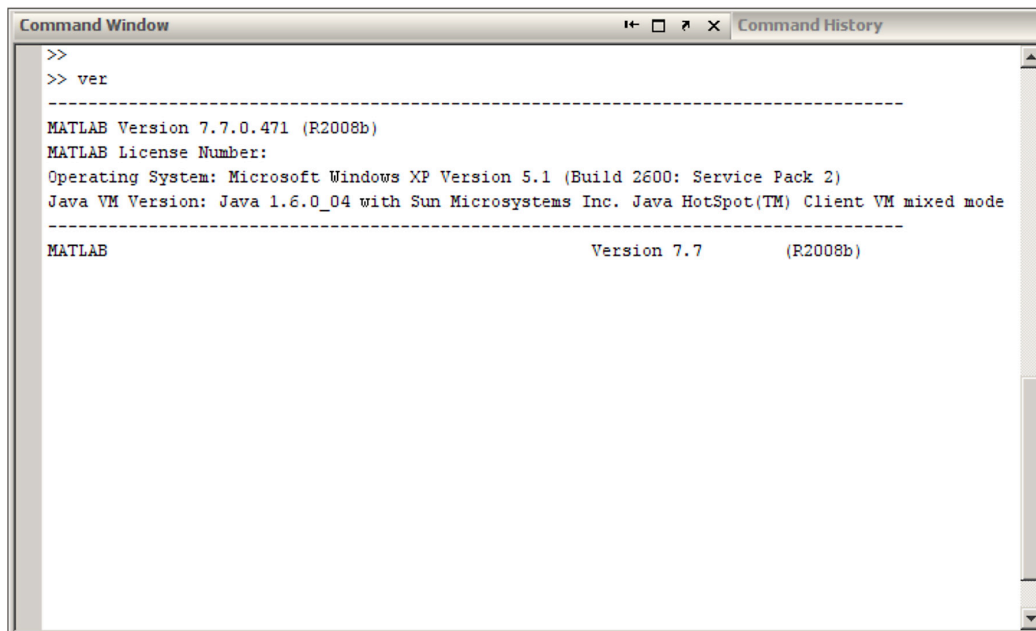 Command Window
Command History
>>
>> ver
-------------------------------------------------------------------------------------
MATLAB Version 7.7.0.471 (R2008b)
MATLAB License Number:
Operating System: Microsoft Windows XP Version 5.1 (Build 2600: Service Pack 2)
Java VM Version: Java 1.6.0_04 with Sun Microsystems Inc. Java HotSpot(TM) Client VM mixed mode
-------------------------------------------------------------------------------------
MATLAB Version 7.7 (R2008b)